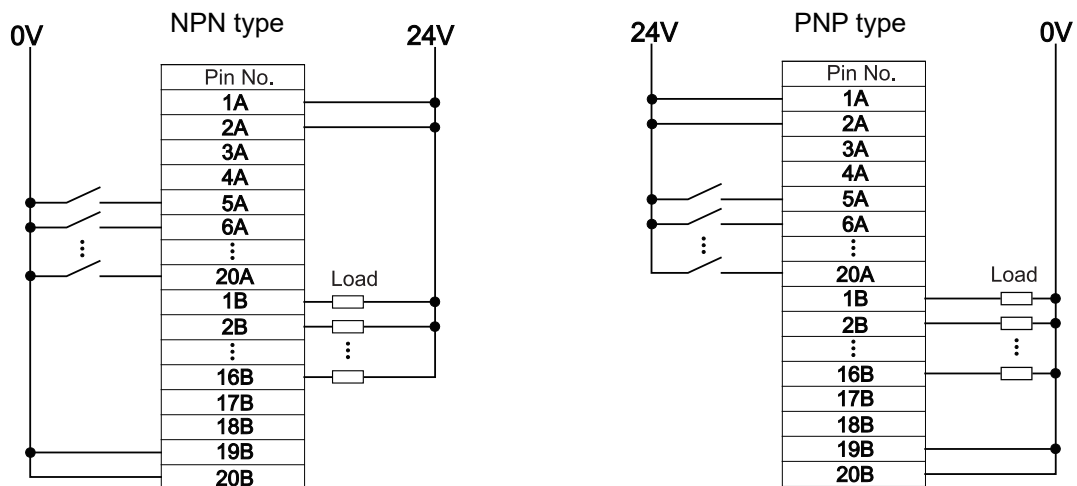 NPN type
0V
24V
Pin No.
1A
2A
3A
4A
5A
6A
⋮
⋮
20A
Load
1B
2B
⋮
⋮
16B
17B
18B
19B
20B
PNP type
24V
0V
Pin No.
1A
2A
3A
4A
5A
6A
⋮
⋮
20A
Load
1B
2B
⋮
⋮
16B
17B
18B
19B
20B